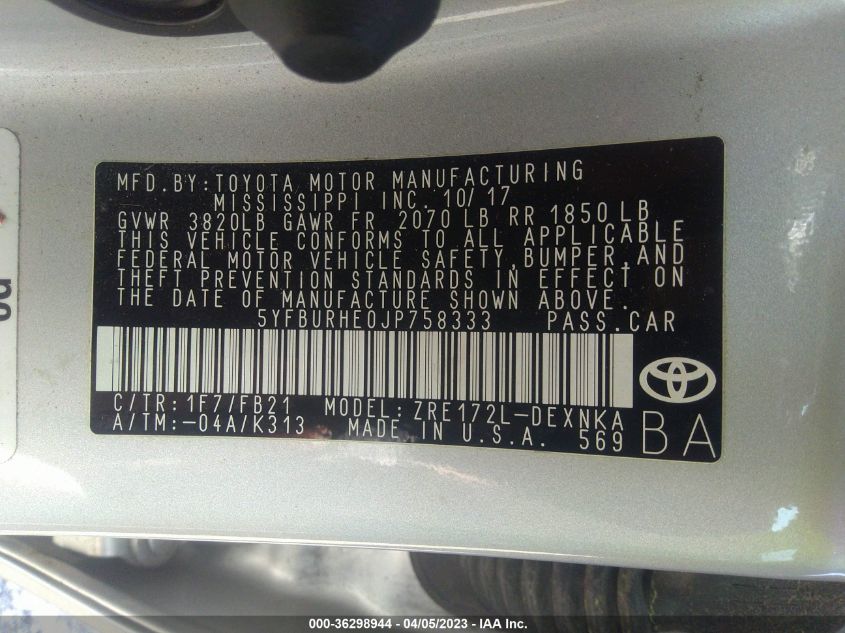 MFD.BY:TOYOTA MOTOR MANUFACTURING
MISSISSIPPI INC. 10/17
GVWR 3820LB GAWR FR 2070 LB RR 1850LB
THIS VEHICLE CONFORMS TO ALL APPLICABLE
FEDERAL MOTOR VEHICLE SAFETY,BUMPER,AND
THEFT PREVENTION STANDARDS IN EFFECT ON
THE DATE OF MANUFACTURE SHOWN ABOVE.
5YFBURHE0JP758333 PASS.CAR
C/TR:1F7/FB21 MODEL:ZRE172L-DEXNKA
A/TM:-04A/K313 MADE IN U.S.A. 569
BA
000-36298944 - 04/05/2023 - IAA Inc.